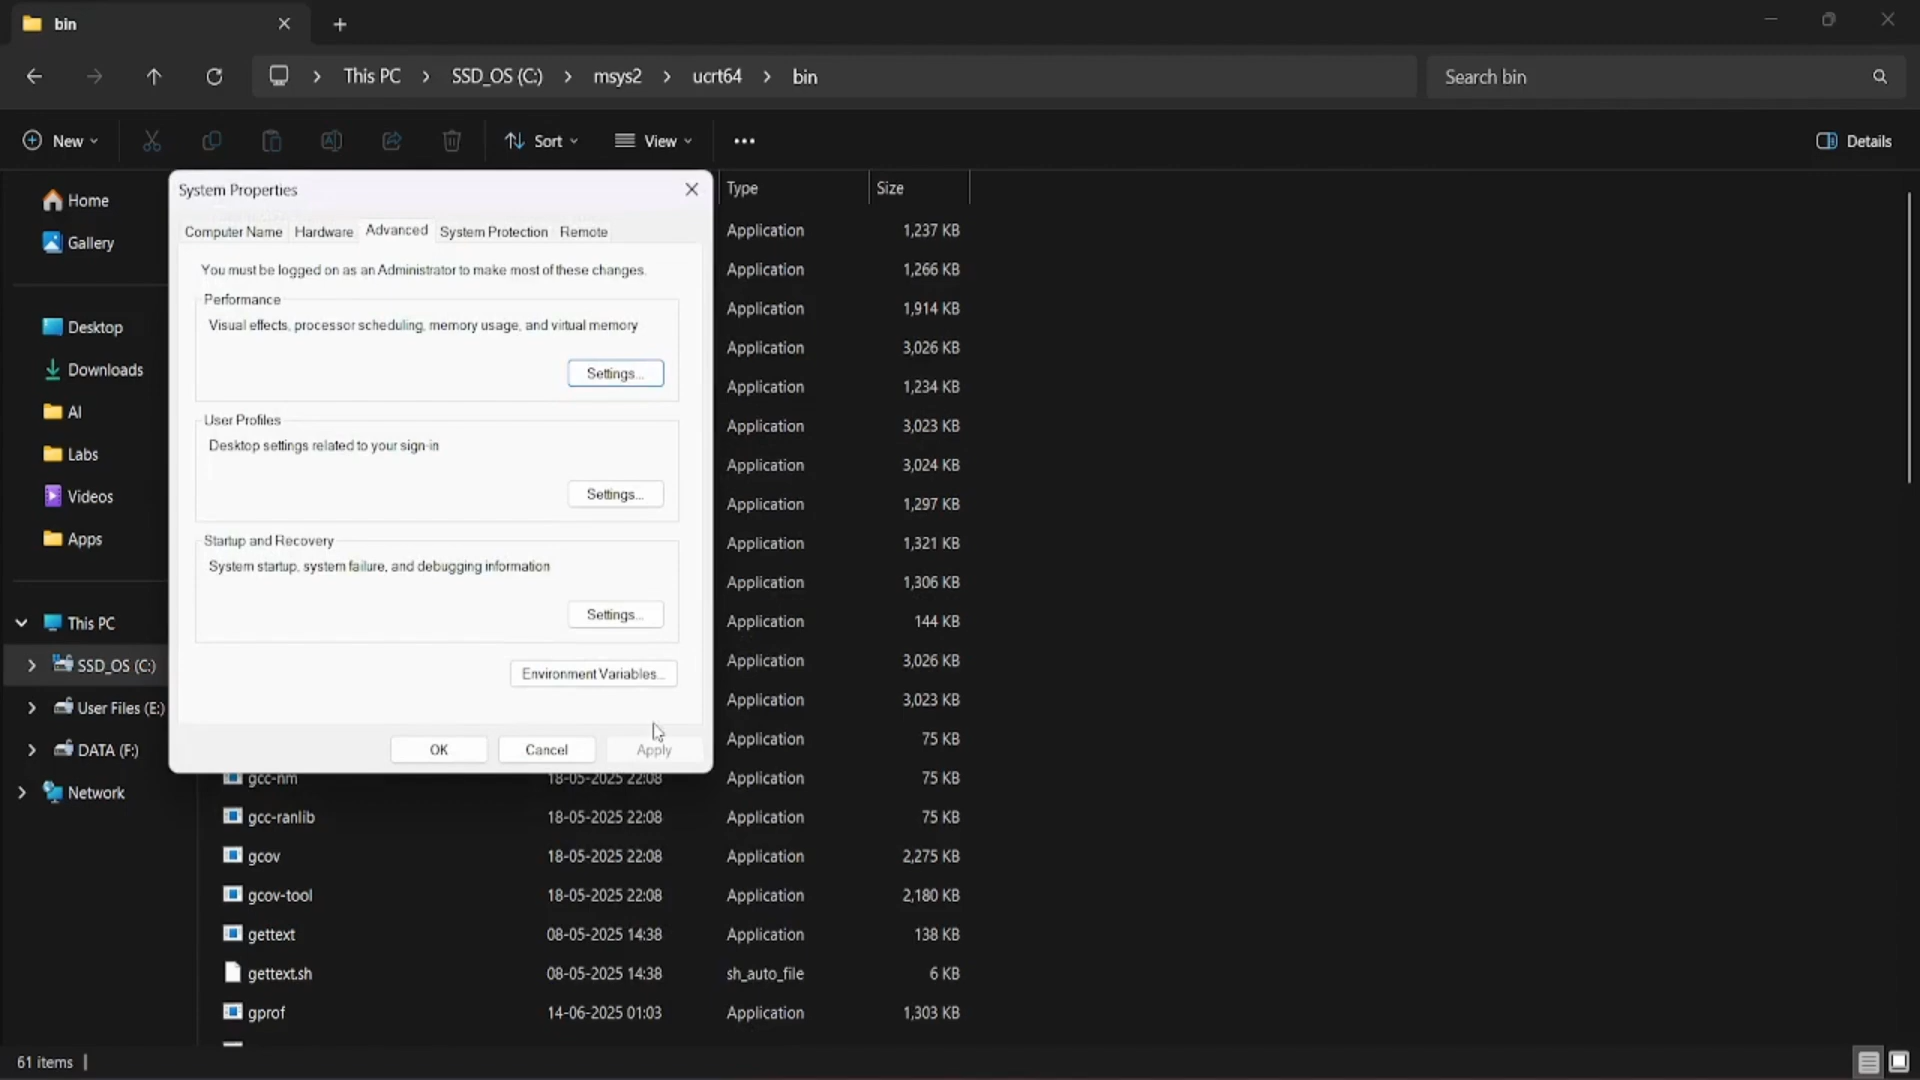 bin
This PC > SSD_OS (C:) > msys2 > ucrt64 > bin
Search bin
New
Sort
View
Details
Home
Gallery
Desktop
Downloads
AI
Labs
Videos
Apps
This PC
SSD_OS (C:)
User Files (E:)
DATA (F:)
Network
System Properties
Computer Name Hardware Advanced System Protection Remote
You must be logged on as an Administrator to make most of these changes.
Performance
Visual effects, processor scheduling, memory usage, and virtual memory
Settings...
User Profiles
Desktop settings related to your sign-in
Settings...
Startup and Recovery
System startup, system failure, and debugging information
Settings...
Environment Variables...
OK Cancel Apply
Type Size
Application 1,237 KB
Application 1,266 KB
Application 1,914 KB
Application 3,026 KB
Application 1,234 KB
Application 3,023 KB
Application 3,024 KB
Application 1,297 KB
Application 1,321 KB
Application 1,306 KB
Application 144 KB
Application 3,026 KB
Application 3,023 KB
Application 75 KB
gcc-nm 18-05-2025 22:08 Application 75 KB
gcc-ranlib 18-05-2025 22:08 Application 75 KB
gcov 18-05-2025 22:08 Application 2,275 KB
gcov-tool 18-05-2025 22:08 Application 2,180 KB
gettext 08-05-2025 14:38 Application 138 KB
gettext.sh 08-05-2025 14:38 sh_auto_file 6 KB
gprof 14-06-2025 01:03 Application 1,303 KB
61 items